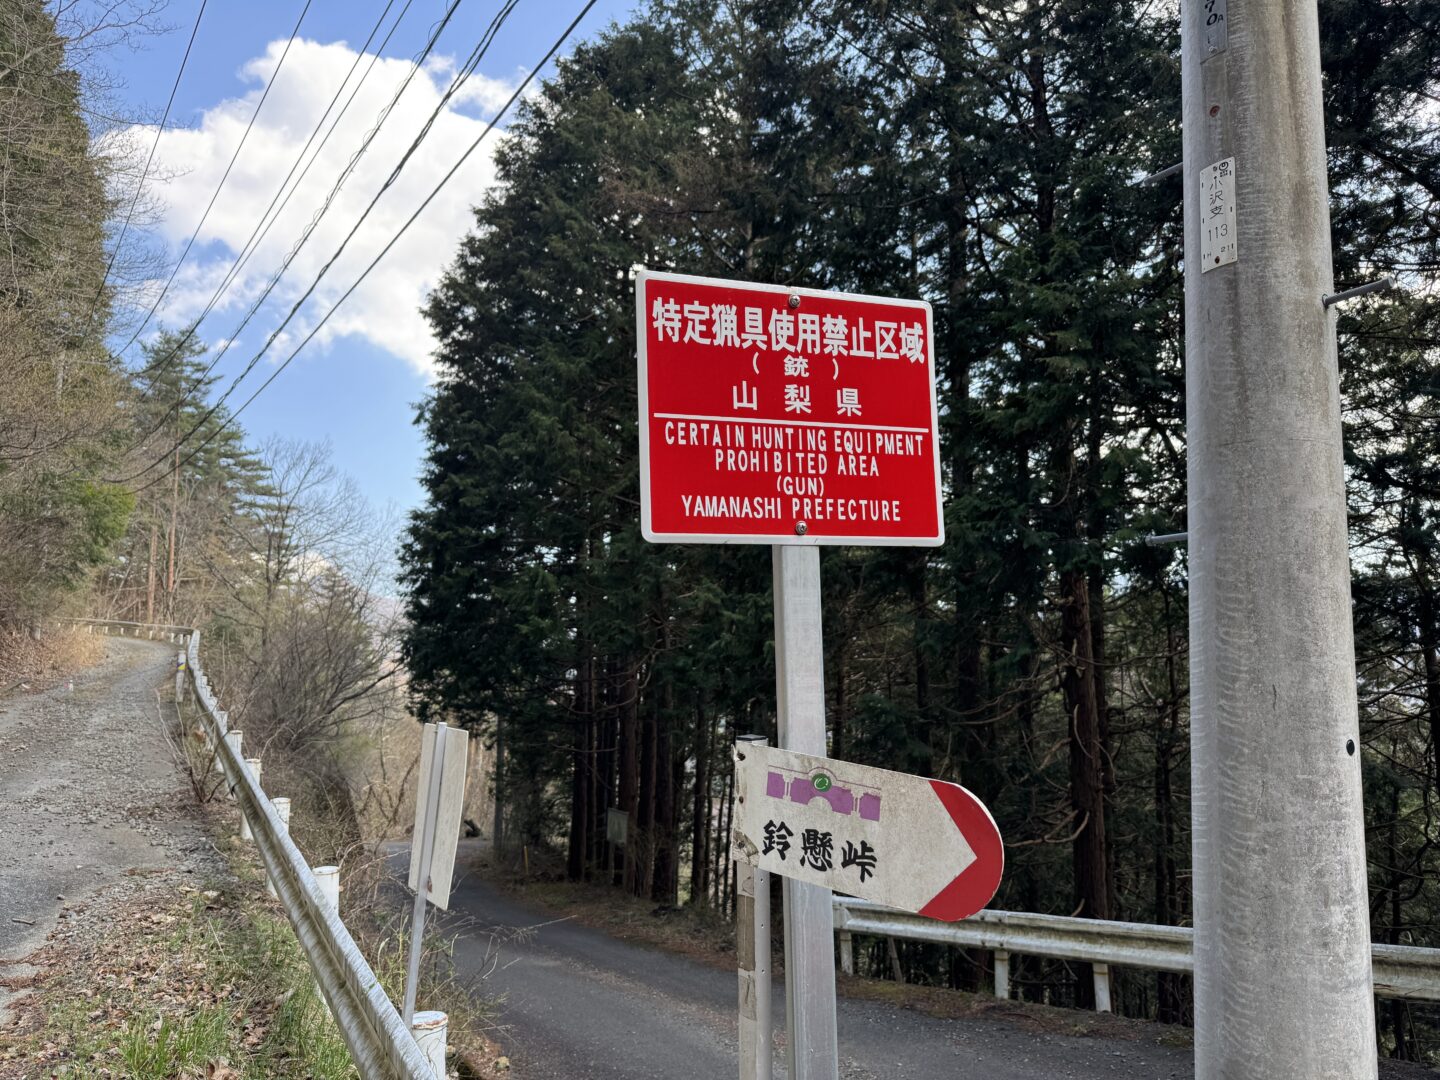 特定猟具使用禁止区域
(銃)
山梨県
CERTAIN HUNTING EQUIPMENT
PROHIBITED AREA
(GUN)
YAMANASHI PREFECTURE
鈴懸峠
小沢支
113